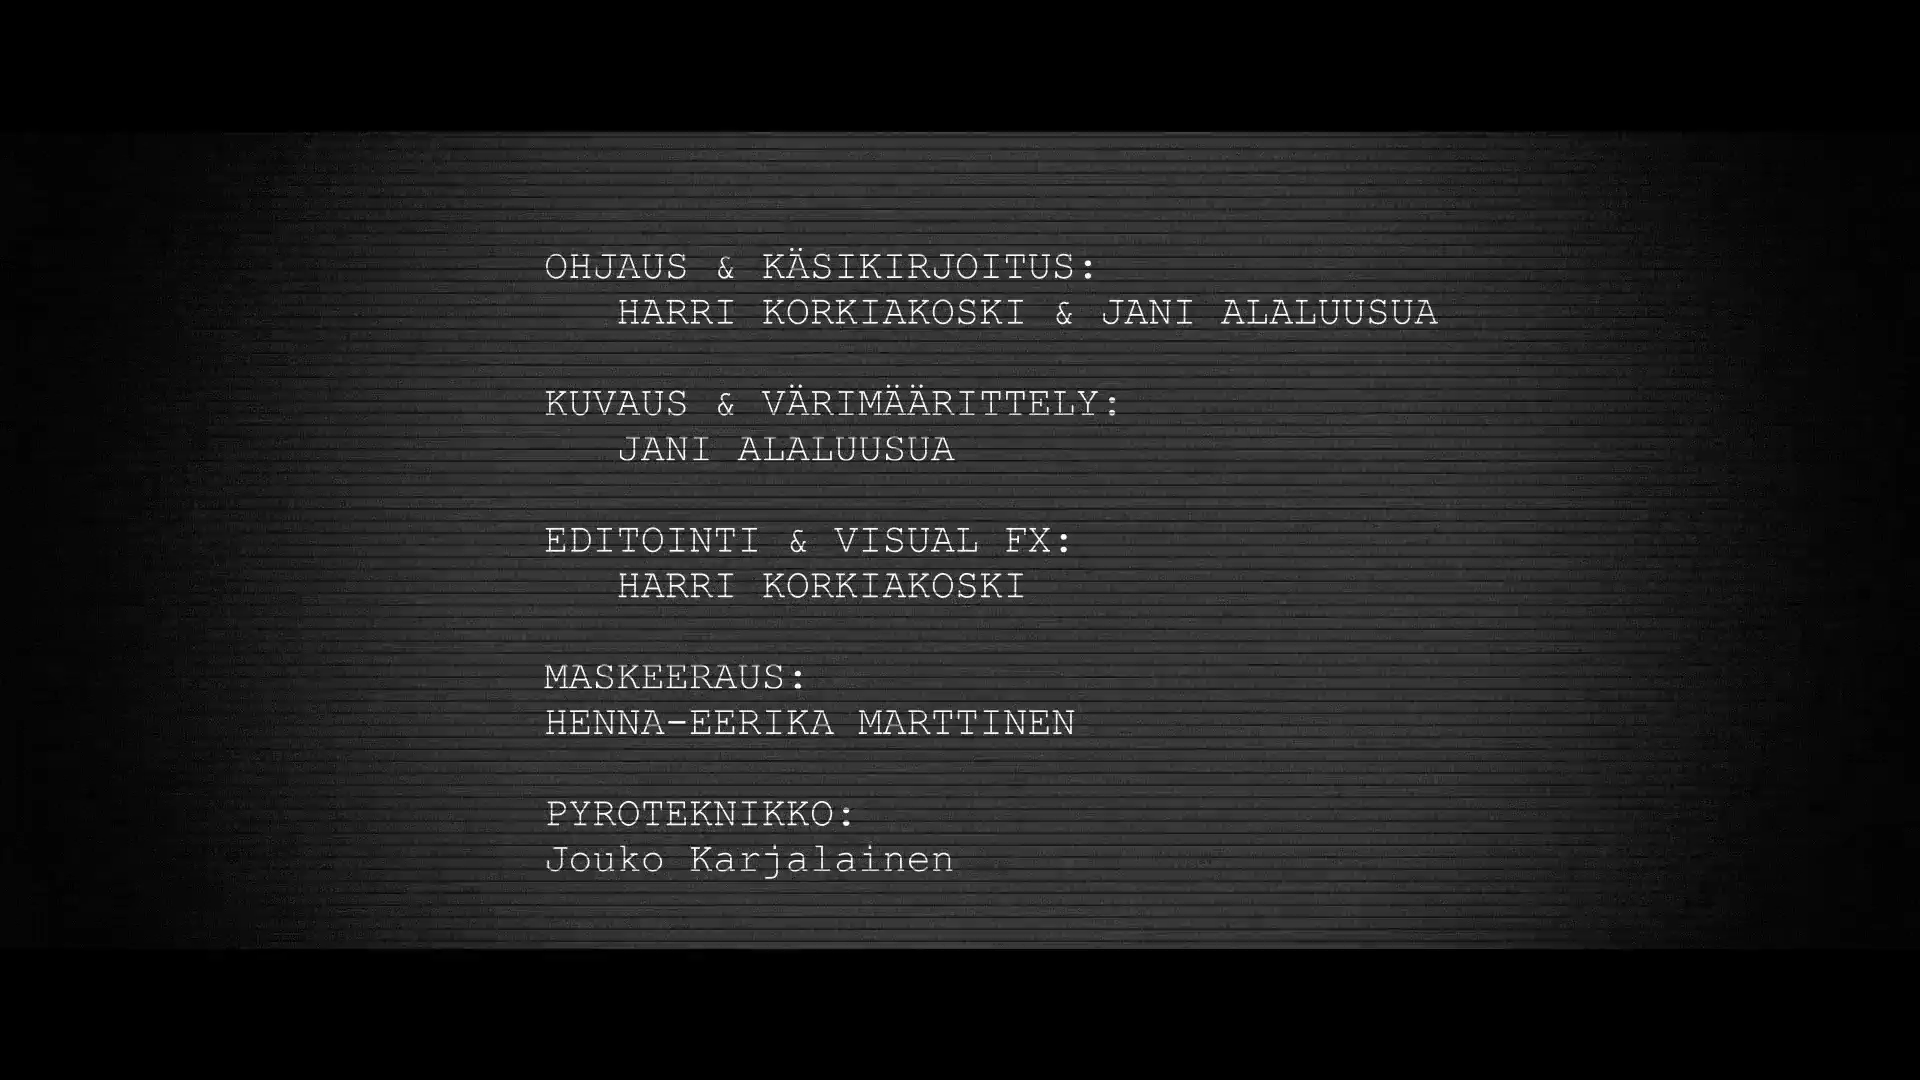 OHJAUS & KÄSIKIRJOITUS:
HARRI KORKIAKOSKI & JANI ALALUUSUA
KUVAUS & VÄRIMÄÄRITTELY:
JANI ALALUUSUA
EDITOINTI & VISUAL FX:
HARRI KORKIAKOSKI
MASKEERAUS:
HENNA-EERIKA MARTTINEN
PYROTEKNIKKO:
Jouko Karjalainen